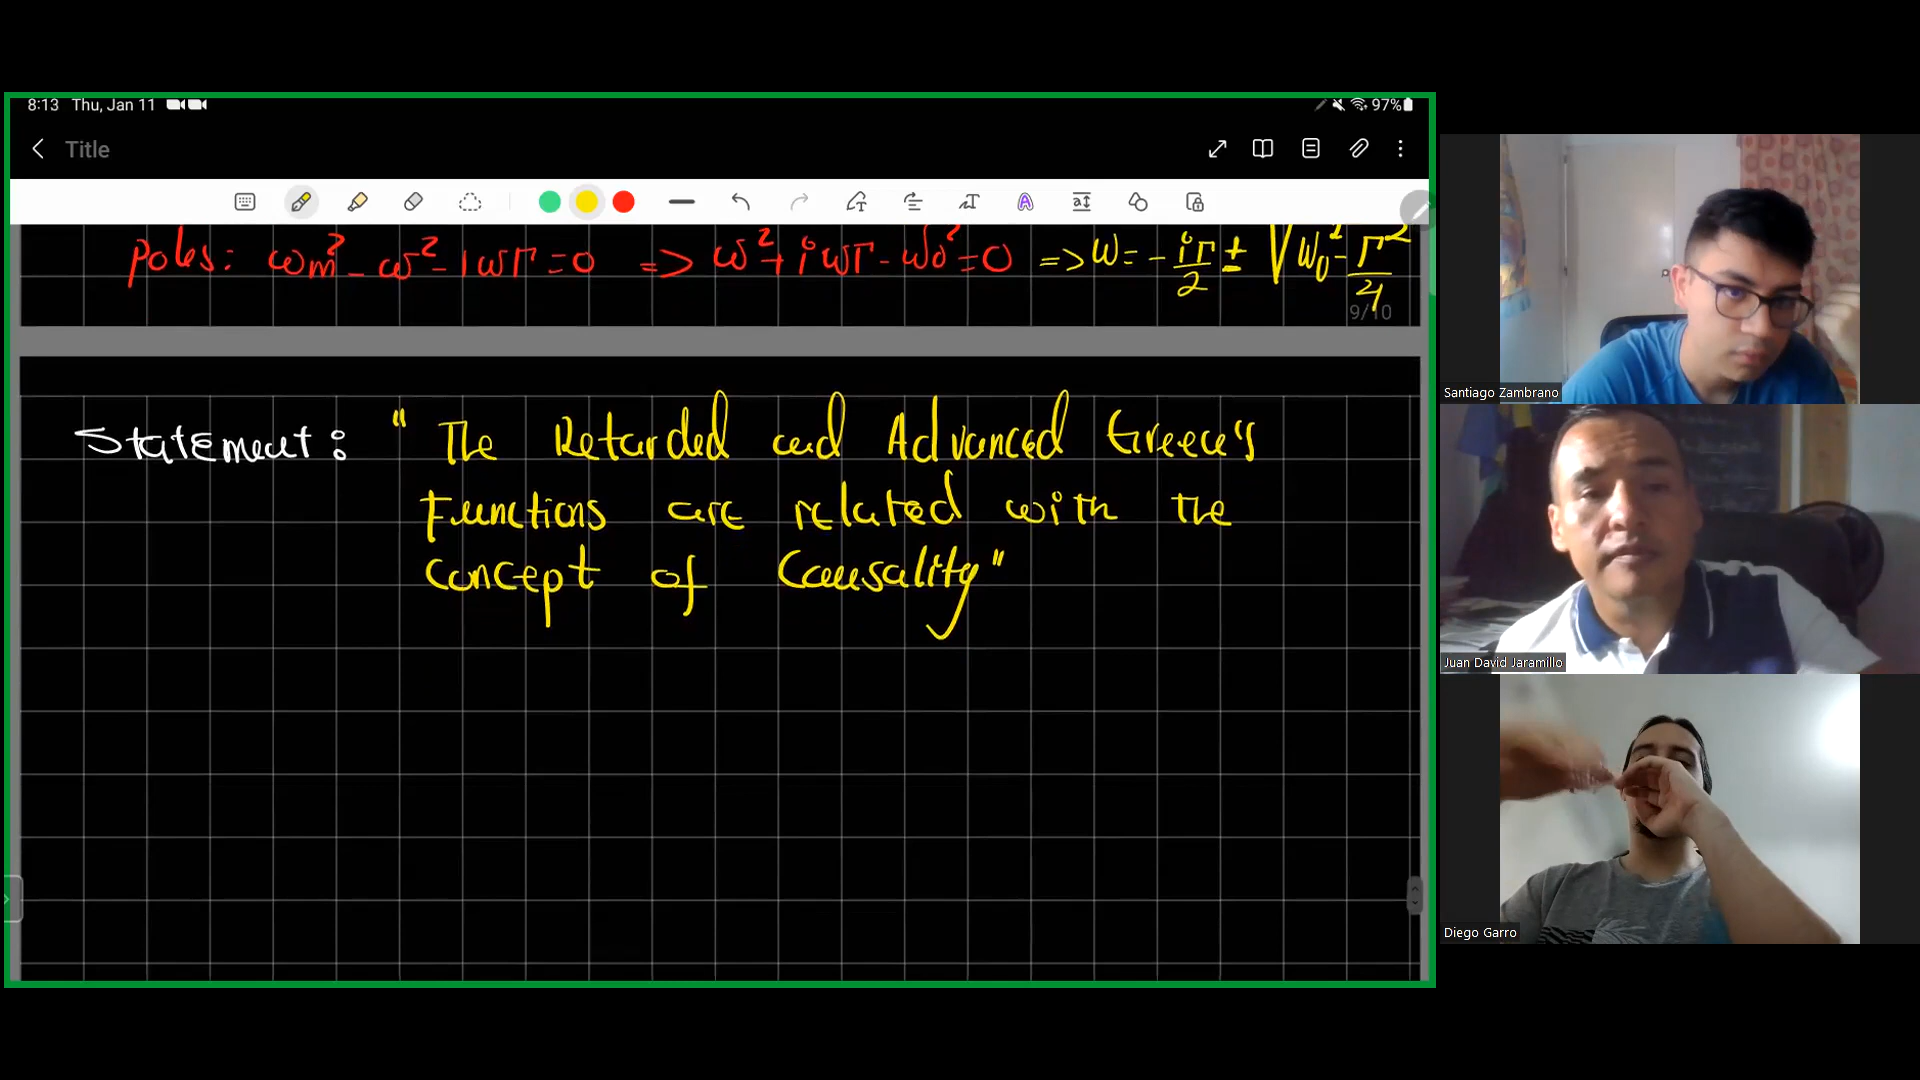 8:13 Thu, Jan 11 97%
Title
Poles: ωm² - ω² - iωΓ = 0 => ω² + iωΓ - ω0² = 0 => ω = - iΓ/2 ± √ω0² - Γ²/4
9/10
Statement: " The Retarded and Advanced Green's
Functions are related with the
concept of Causality"
Santiago Zambrano
Juan David Jaramillo
Diego Garro